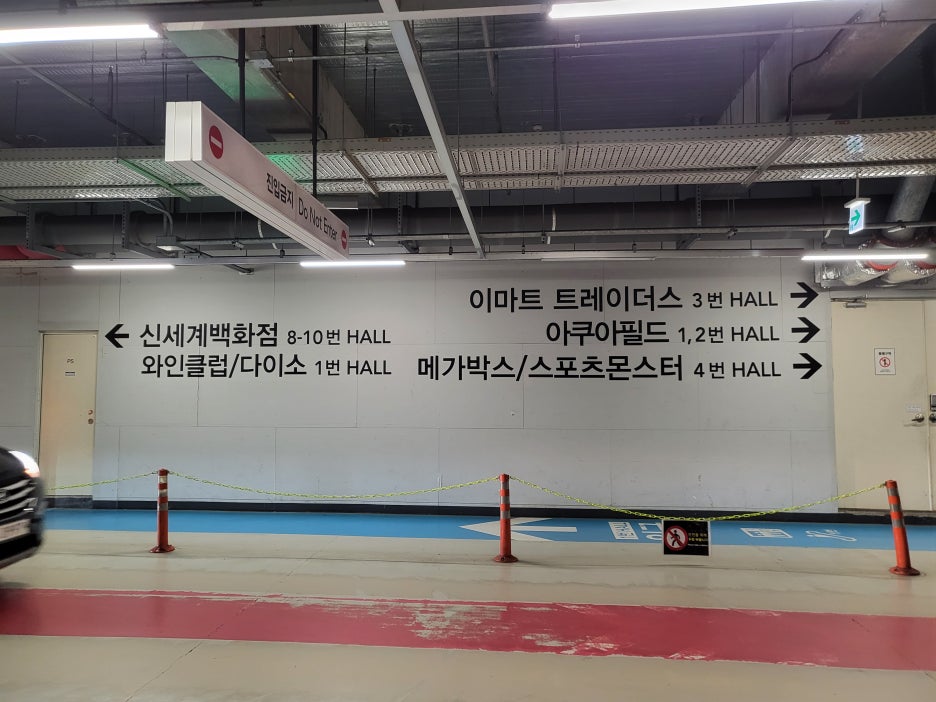 진입금지 Do Not Enter
신세계백화점 8-10번 HALL
와인클럽/다이소 1번 HALL
이마트 트레이더스 3번 HALL
아쿠아필드 1,2번 HALL
메가박스/스포츠몬스터 4번 HALL
PS